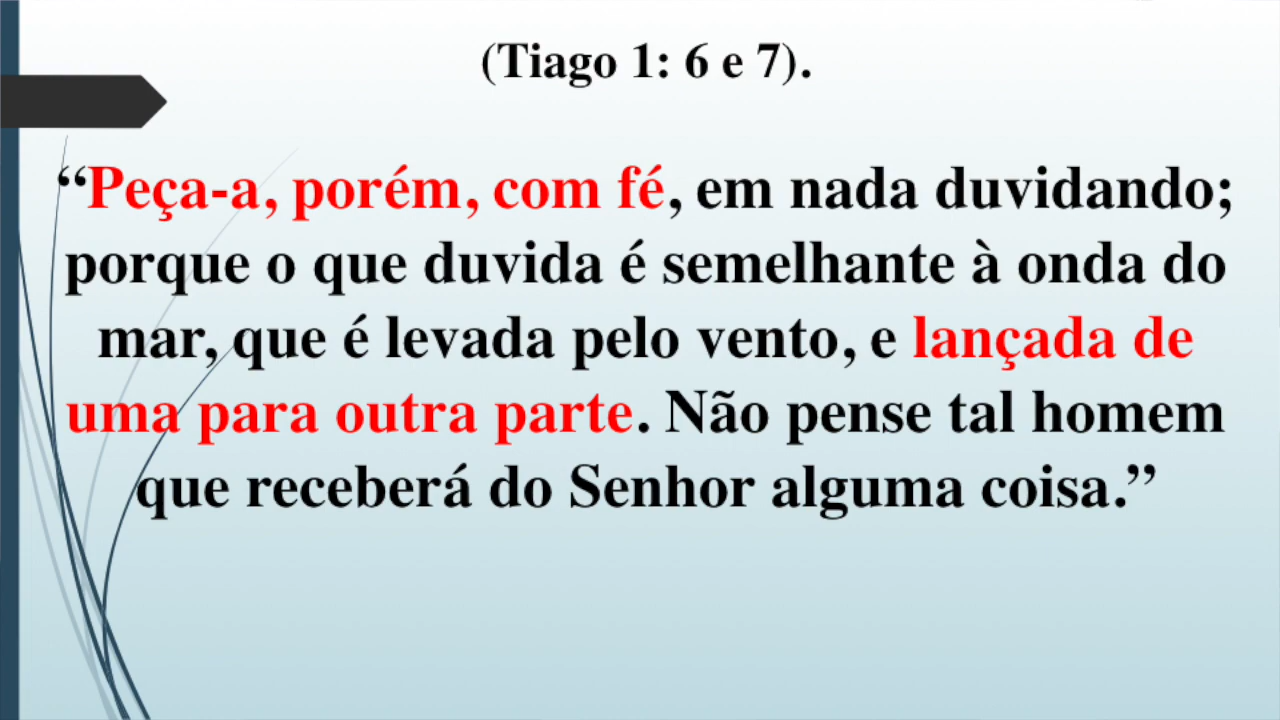 (Tiago 1: 6 e 7).
“Peça-a, porém, com fé, em nada duvidando;
porque o que duvida é semelhante à onda do
mar, que é levada pelo vento, e lançada de
uma para outra parte. Não pense tal homem
que receberá do Senhor alguma coisa.”